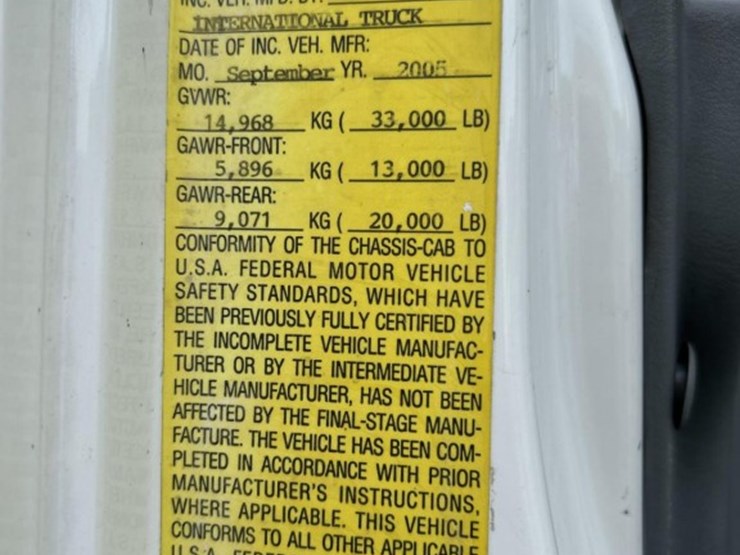 INC. VEH. MFD. BY:
INTERNATIONAL TRUCK
DATE OF INC. VEH. MFR:
MO. September YR. 2005
GVWR:
14,968 KG ( 33,000 LB)
GAWR-FRONT:
5,896 KG ( 13,000 LB)
GAWR-REAR:
9,071 KG ( 20,000 LB)
CONFORMITY OF THE CHASSIS-CAB TO
U.S.A. FEDERAL MOTOR VEHICLE
SAFETY STANDARDS, WHICH HAVE
BEEN PREVIOUSLY FULLY CERTIFIED BY
THE INCOMPLETE VEHICLE MANUFAC-
TURER OR BY THE INTERMEDIATE VE-
HICLE MANUFACTURER, HAS NOT BEEN
AFFECTED BY THE FINAL-STAGE MANU-
FACTURE. THE VEHICLE HAS BEEN COM-
PLETED IN ACCORDANCE WITH PRIOR
MANUFACTURER'S INSTRUCTIONS,
WHERE APPLICABLE. THIS VEHICLE
CONFORMS TO ALL OTHER APPLICABLE
U.S.A.